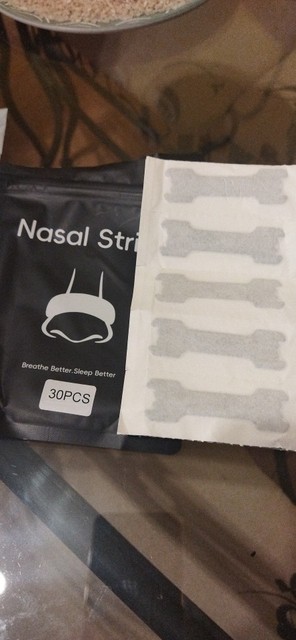 Nasal Stri
Breathe Better.Sleep Better
30PCS